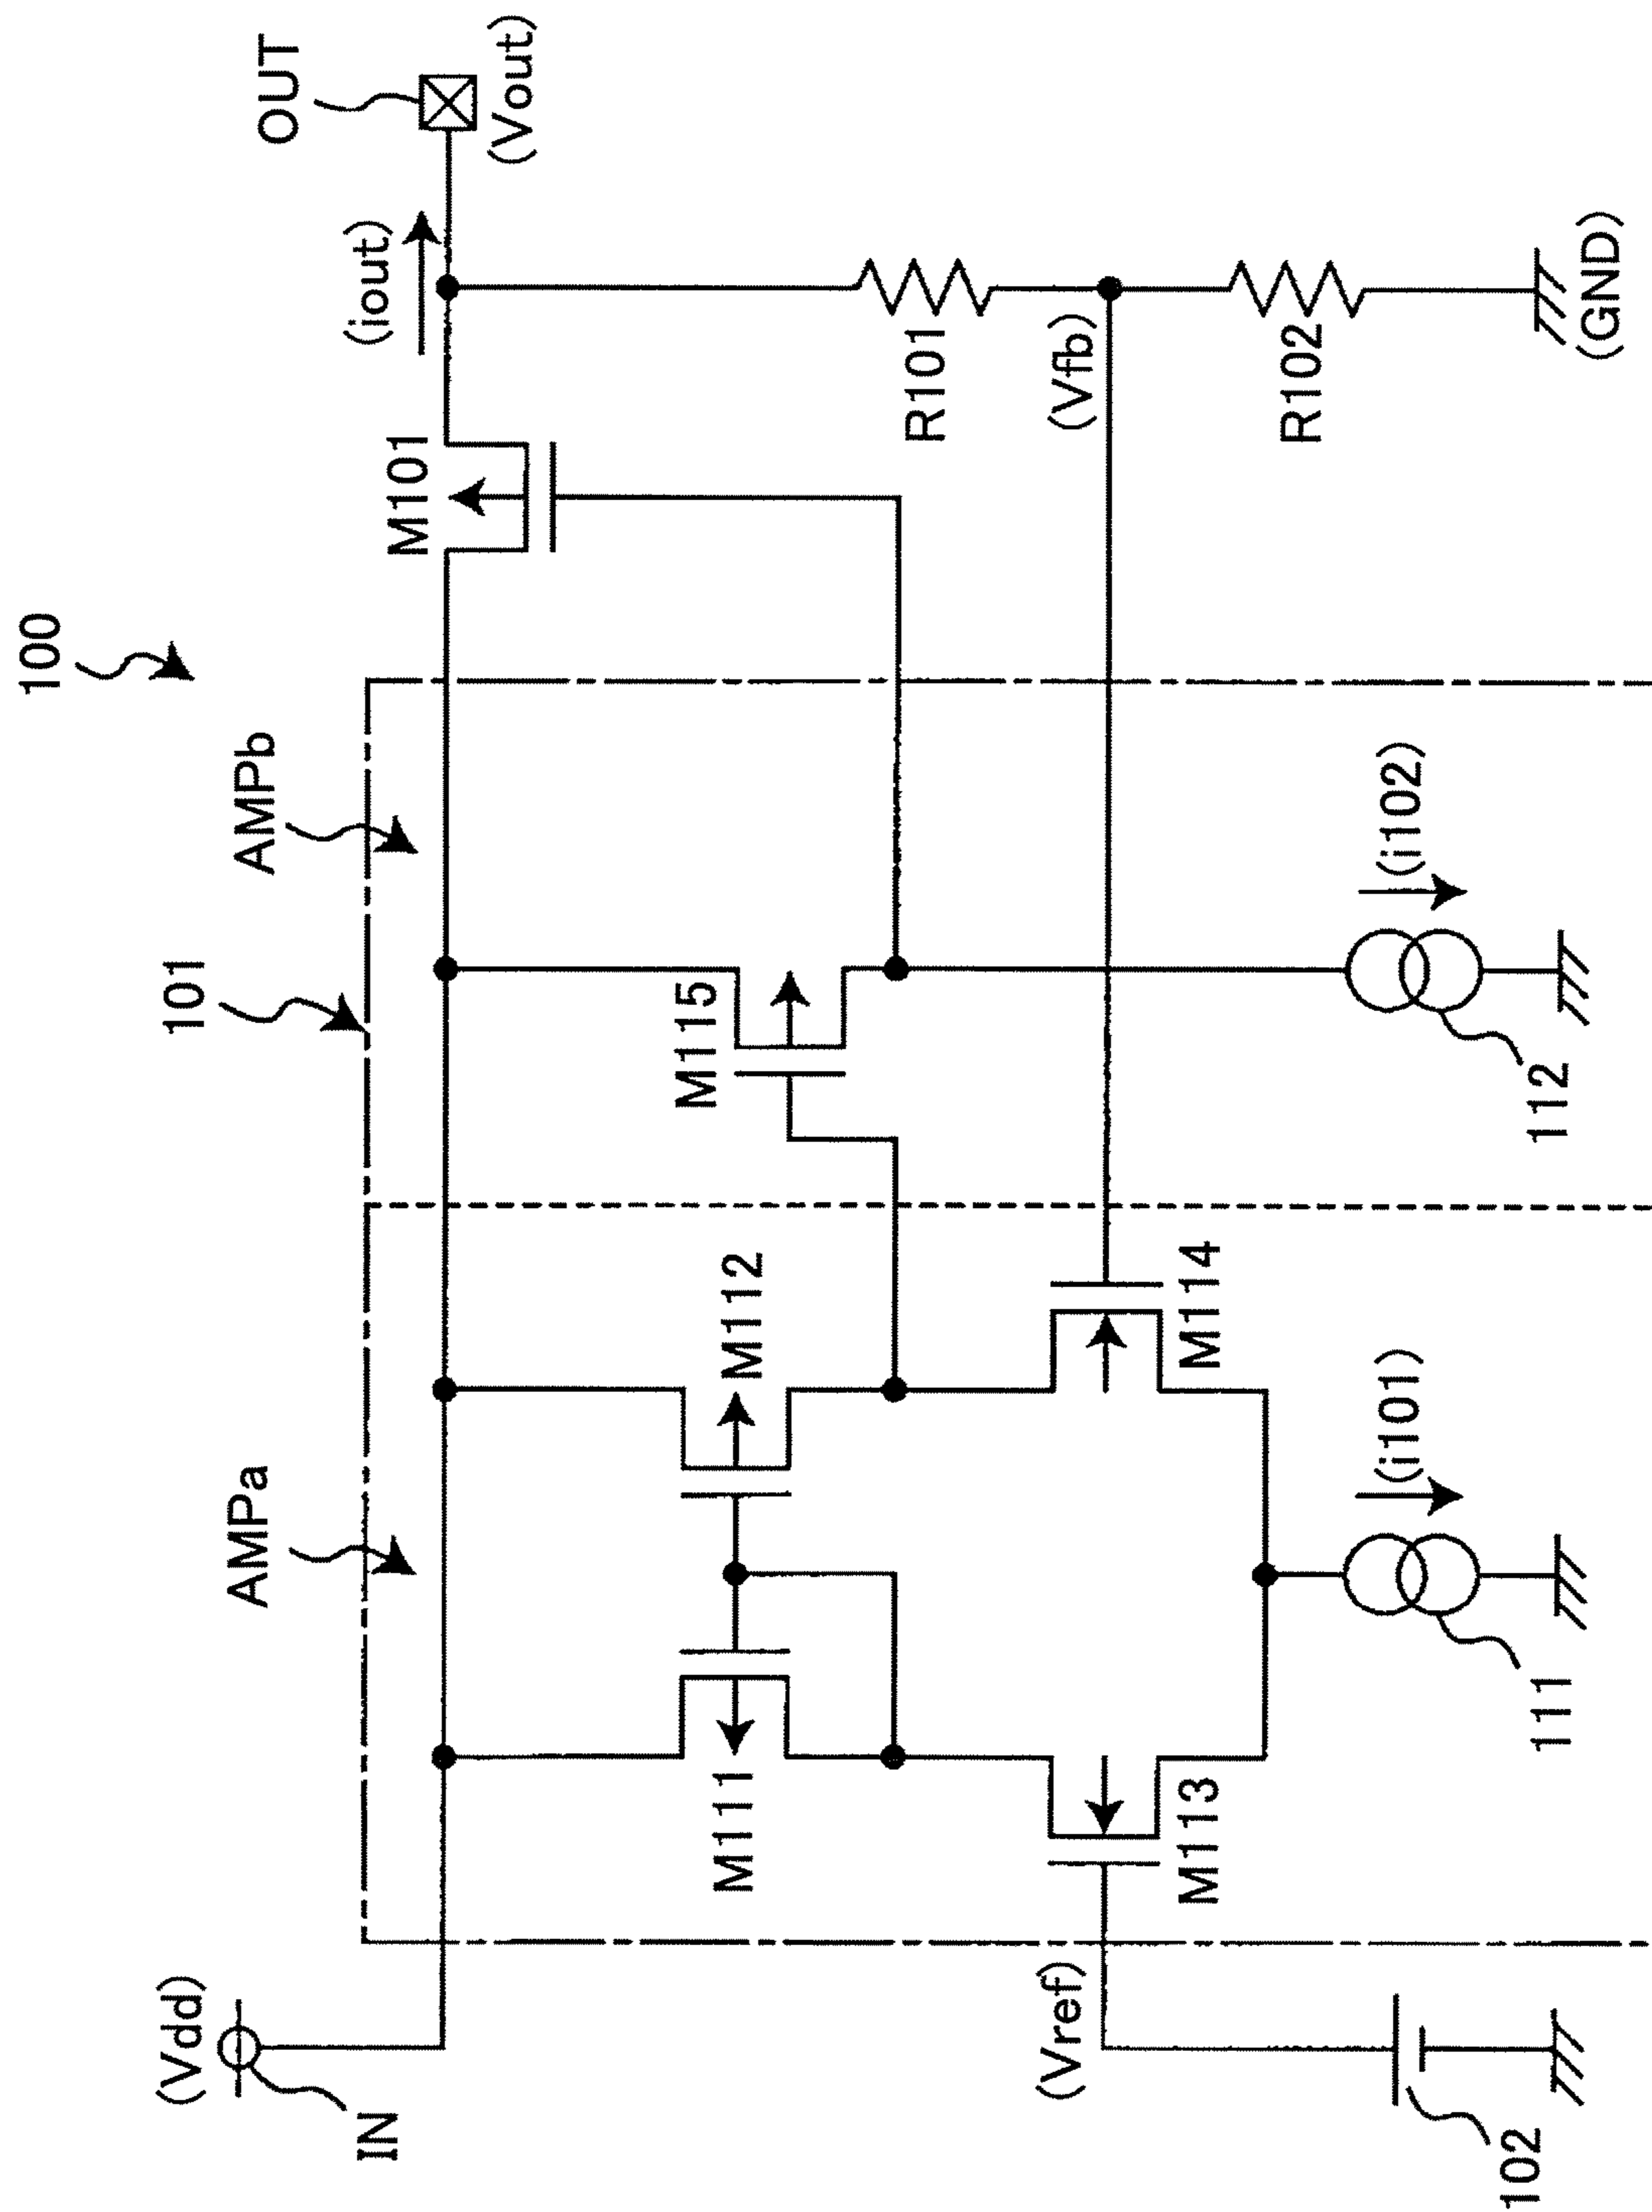 100
101
AMPa
AMPb
OUT
(Vdd)
IN
(iout)
(Vout)
M101
M111
M112
M115
R101
(Vref)
(Vfb)
M113
M114
R102
(i101)
(i102)
102
111
112
(GND)